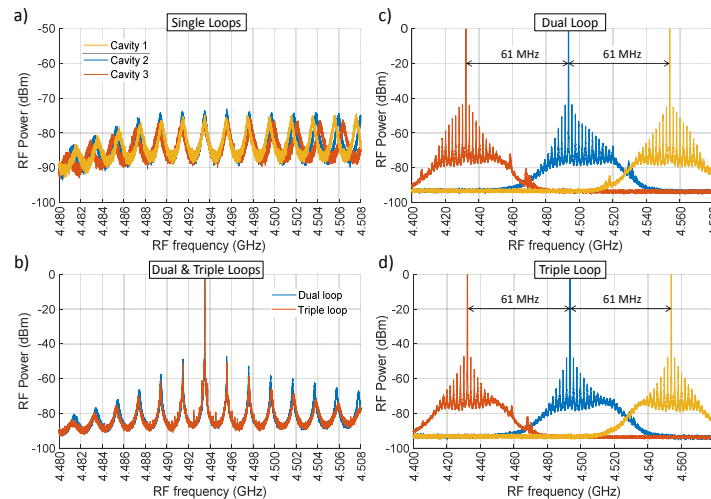 a)
Single Loops
-50
-60
-70
-80
-90
-100
RF Power (dBm)
Cavity 1
Cavity 2
Cavity 3
4.480
4.482
4.484
4.486
4.488
4.490
4.492
4.494
4.496
4.498
4.500
4.502
4.504
4.506
4.508
RF frequency (GHz)
c)
Dual Loop
0
-20
-40
-60
-80
-100
RF Power (dBm)
61 MHz
61 MHz
4.400
4.420
4.440
4.460
4.480
4.500
4.520
4.540
4.560
4.58
RF frequency (GHz)
b)
Dual & Triple Loops
0
-20
-40
-60
-80
-100
RF Power (dBm)
Dual loop
Triple loop
4.480
4.482
4.484
4.486
4.488
4.490
4.492
4.494
4.496
4.498
4.500
4.502
4.504
4.506
4.508
RF frequency (GHz)
d)
Triple Loop
0
-20
-40
-60
-80
-100
RF Power (dBm)
61 MHz
61 MHz
4.400
4.420
4.440
4.460
4.480
4.500
4.520
4.540
4.560
4.58
RF frequency (GHz)